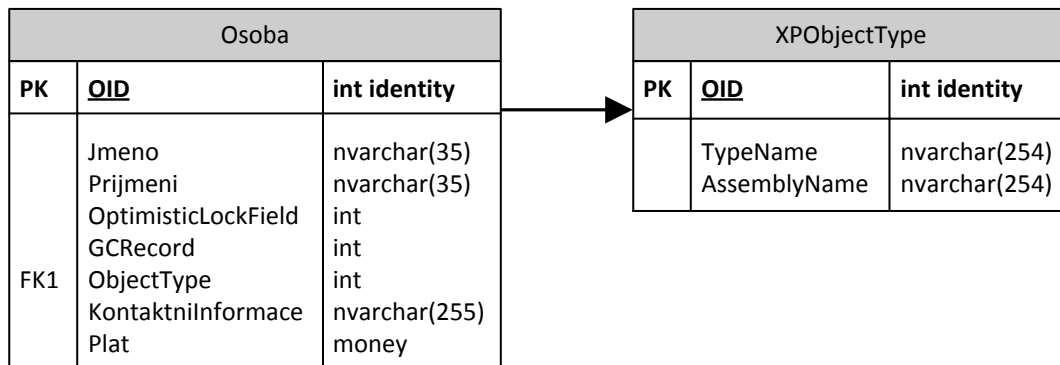 Osoba
PK OID int identity
Jmeno nvarchar(35)
Prijmeni nvarchar(35)
OptimisticLockField int
GCRecord int
FK1 ObjectType int
KontaktniInformace nvarchar(255)
Plat money
XPObjectType
PK OID int identity
TypeName nvarchar(254)
AssemblyName nvarchar(254)